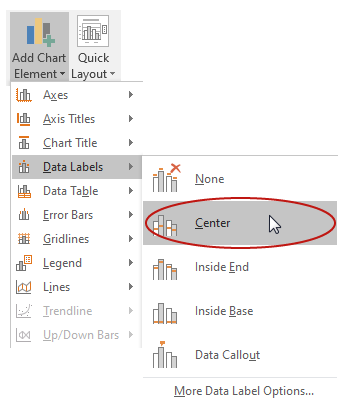 Add Chart Quick
Element Layout
Axes
Axis Titles
Chart Title
Data Labels
Data Table
Error Bars
Gridlines
Legend
Lines
Trendline
Up/Down Bars
None
Center
Inside End
Inside Base
Data Callout
More Data Label Options...